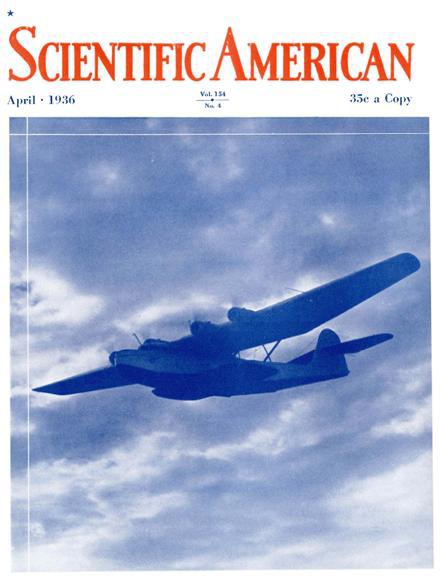 SCIENTIFIC AMERICAN
April · 1936
Vol. 154
No. 4
35c a Copy